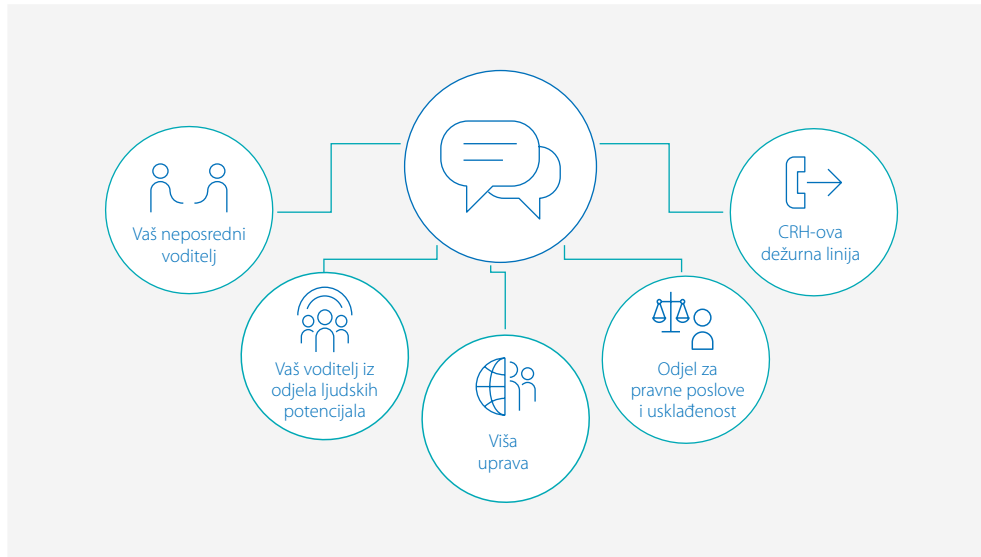 Vaš neposredni
voditelj
Vaš voditelj iz
odjela ljudskih
potencijala
Viša
uprava
Odjel za
pravne poslove
i usklađenost
CRH-ova
dežurna linija